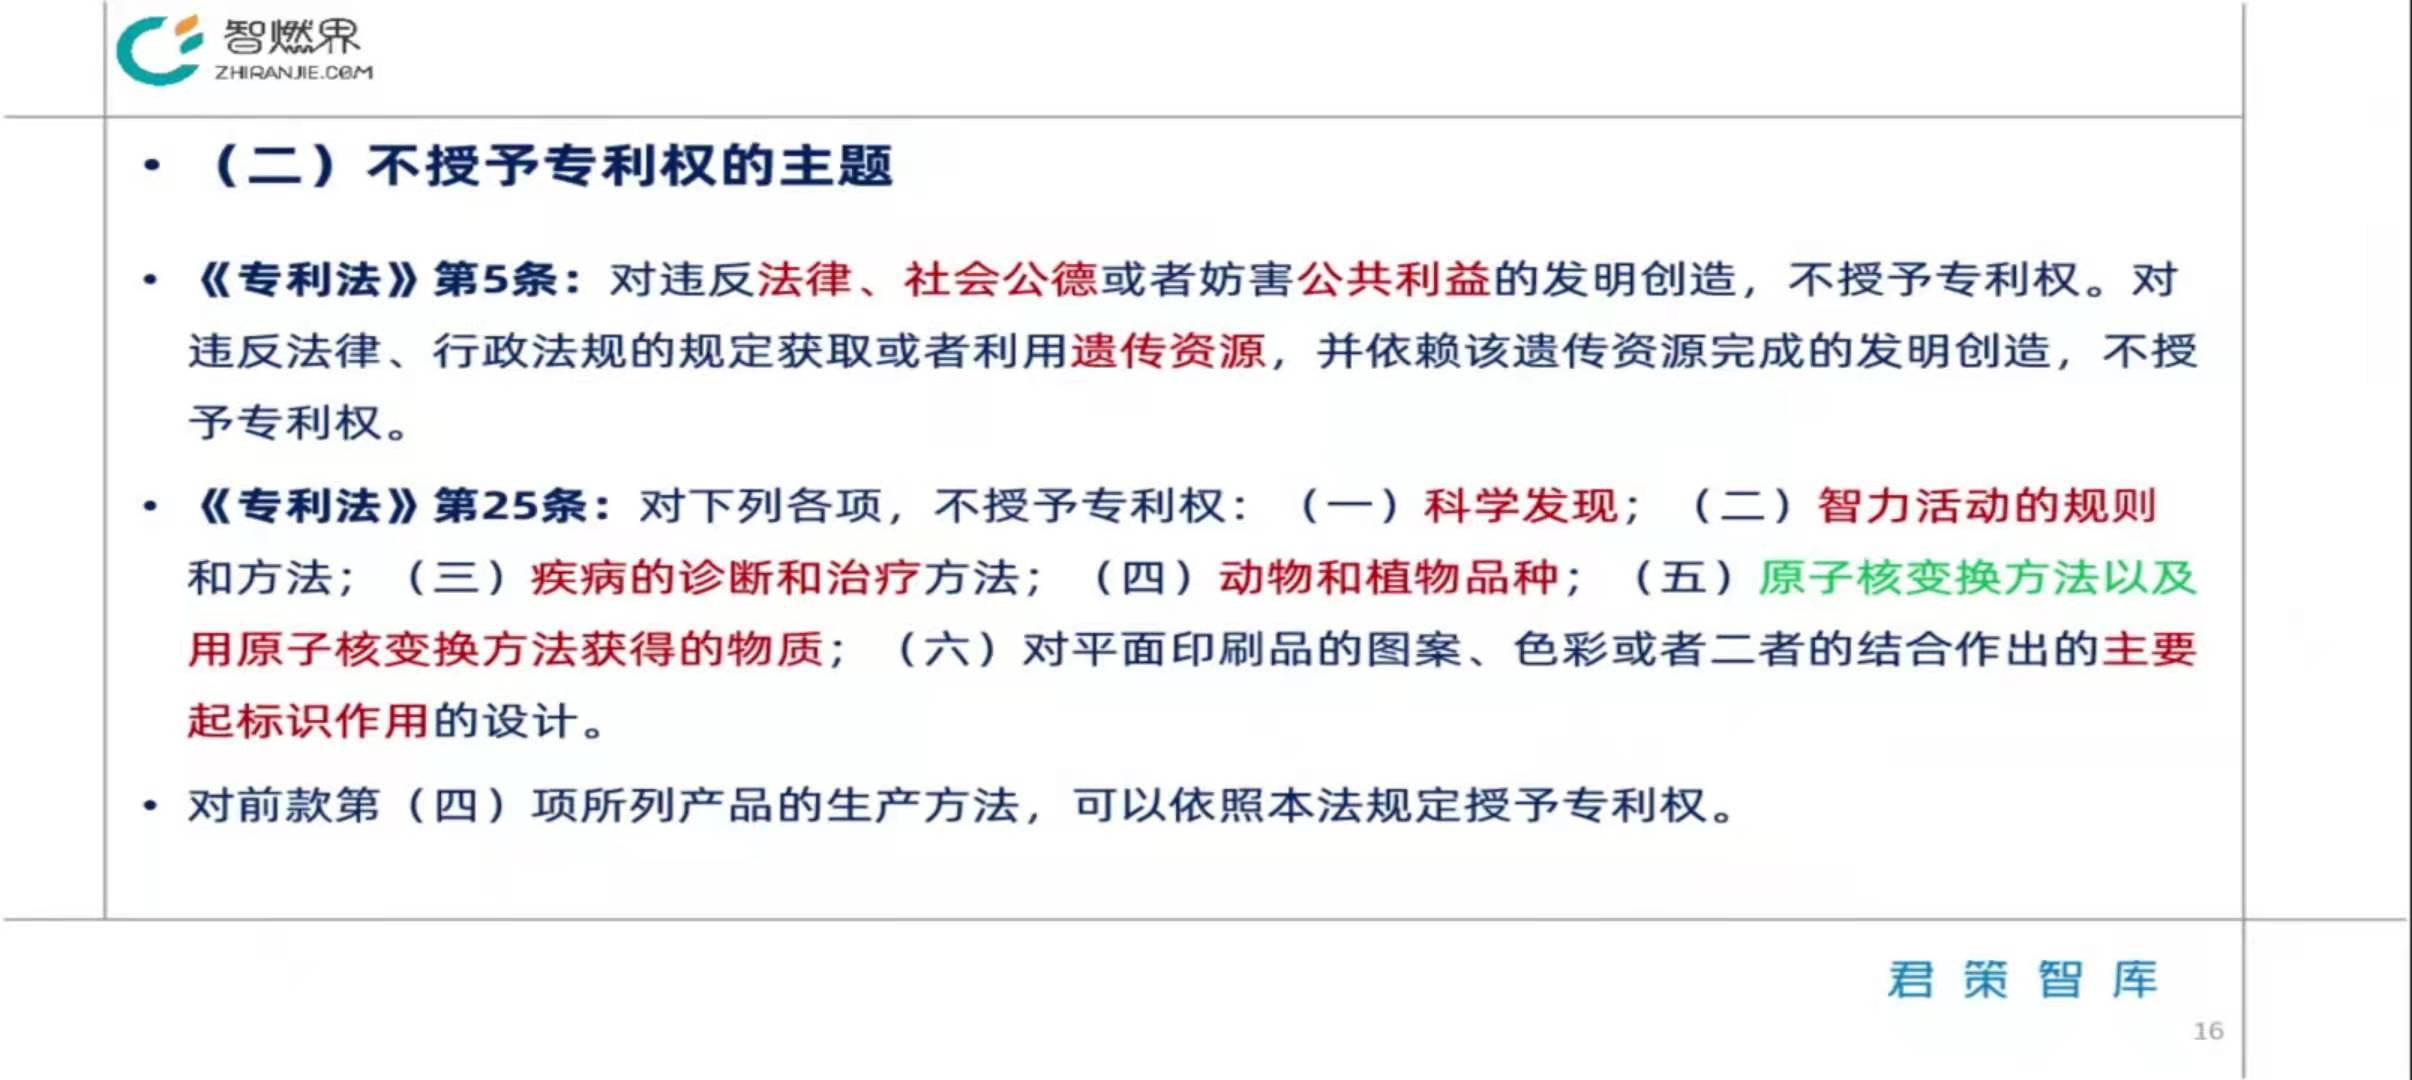 智燃界
ZHIRANJIE.COM
• （二）不授予专利权的主题
• 《专利法》第5条：对违反法律、社会公德或者妨害公共利益的发明创造，不授予专利权。对
违反法律、行政法规的规定获取或者利用遗传资源，并依赖该遗传资源完成的发明创造，不授
予专利权。
• 《专利法》第25条：对下列各项，不授予专利权：（一）科学发现；（二）智力活动的规则
和方法；（三）疾病的诊断和治疗方法；（四）动物和植物品种；（五）原子核变换方法以及
用原子核变换方法获得的物质；（六）对平面印刷品的图案、色彩或者二者的结合作出的主要
起标识作用的设计。
• 对前款第（四）项所列产品的生产方法，可以依照本法规定授予专利权。
君策智库
16